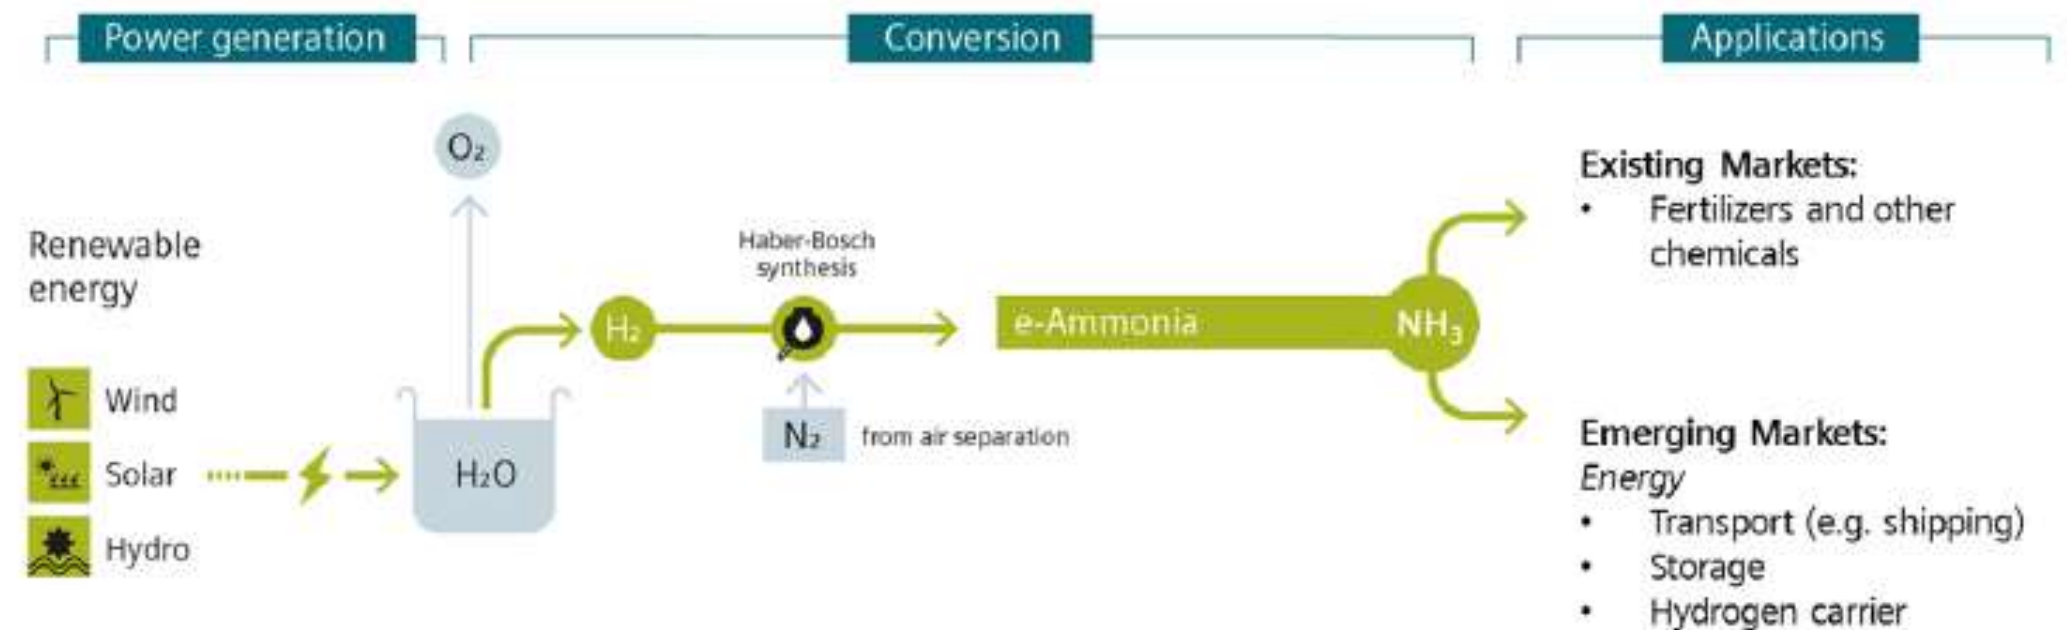 Power generation
Conversion
Applications
O₂
Renewable
energy
Wind
Solar
Hydro
H₂O
H₂
Haber-Bosch
synthesis
N₂
from air separation
e-Ammonia
NH₃
Existing Markets:
• Fertilizers and other
chemicals
Emerging Markets:
Energy
• Transport (e.g. shipping)
• Storage
• Hydrogen carrier